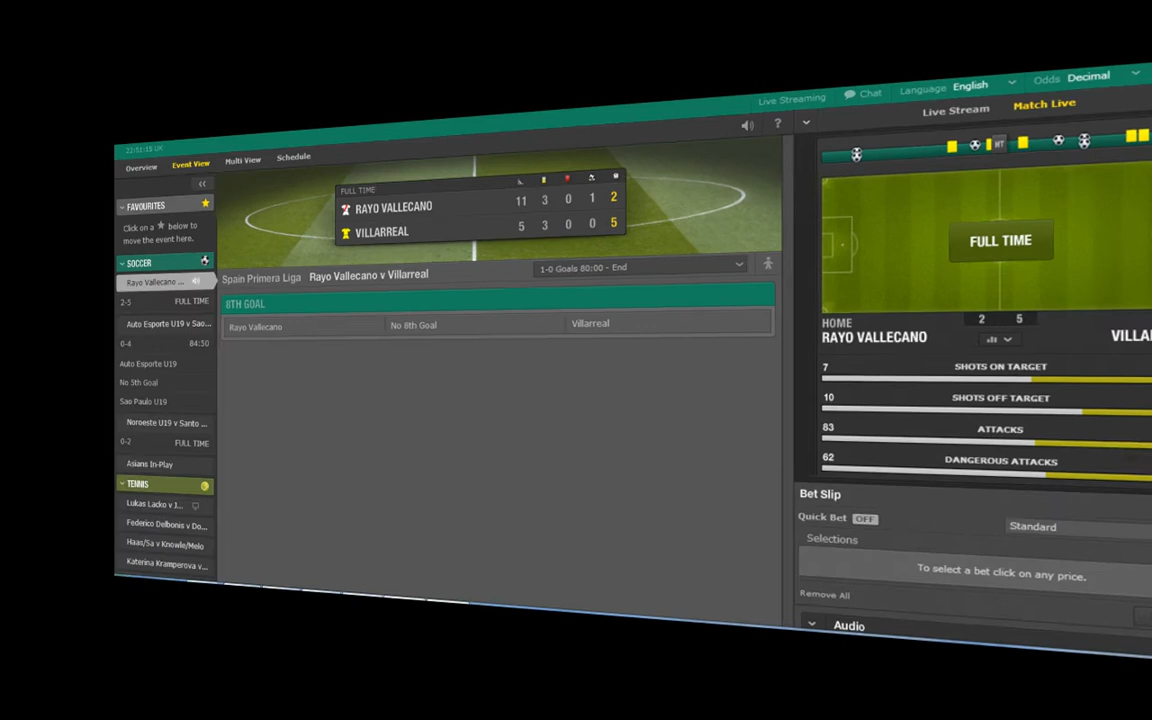 Live Streaming Chat Language English Odds Decimal
22:51:15 UK
Overview Event View Multi View Schedule
Live Stream Match Live
FAVOURITES
Click on a ★ below to
move the event here.
SOCCER
Rayo Vallecano ...
2-5 FULL TIME
Auto Esporte U19 v Sao...
0-4 84:50
Auto Esporte U19
No 5th Goal
Sao Paulo U19
Noroeste U19 v Santo ...
0-2 FULL TIME
Asians In-Play
TENNIS
Lukas Lacko v J...
Federico Delbonis v Do...
Haas/Sa v Knowle/Melo
Katerina Kramperova v...
FULL TIME
RAYO VALLECANO 11 3 0 1 2
VILLARREAL 5 3 0 0 5
Spain Primera Liga Rayo Vallecano v Villarreal
1-0 Goals 80:00 - End
8TH GOAL
Rayo Vallecano No 8th Goal Villarreal
HT
FULL TIME
2 5
HOME
RAYO VALLECANO VILLA
7 SHOTS ON TARGET
10 SHOTS OFF TARGET
83 ATTACKS
62 DANGEROUS ATTACKS
Bet Slip
Quick Bet OFF Standard
Selections
To select a bet click on any price.
Remove All
Audio